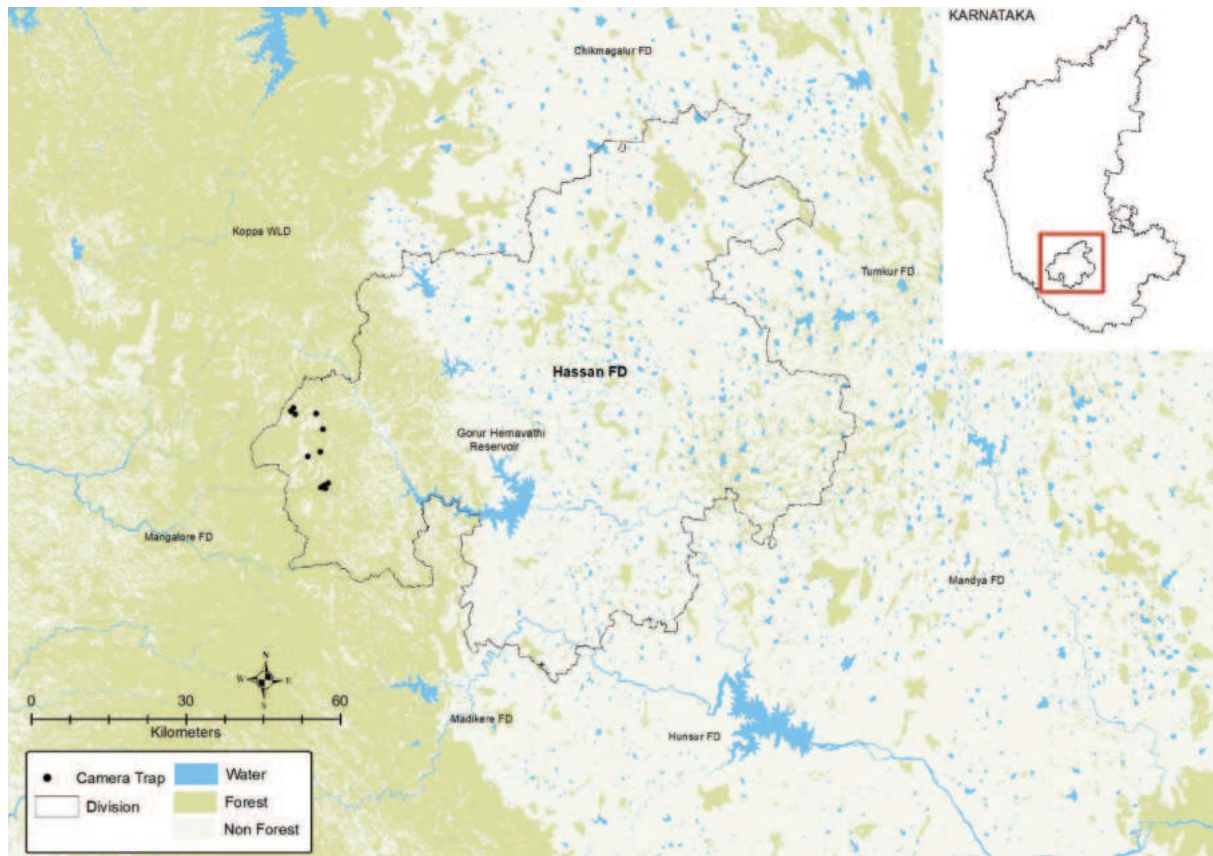 KARNATAKA
Chikmagalur FD
Koppa WLD
Tumkur FD
Hassan FD
Gorur Hemavathi
Reservoir
Mangalore FD
Mandya FD
N
W E
S
0 30 60
Kilometers
Madikere FD
Hunsur FD
Camera Trap
Water
Division
Forest
Non Forest